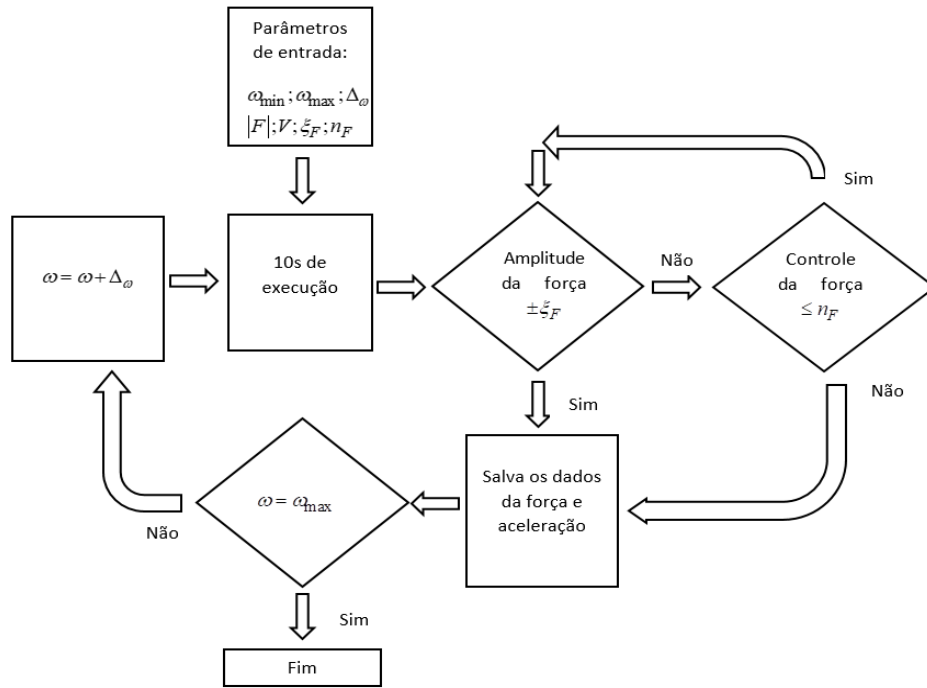 Parâmetros
de entrada:
ω_min ; ω_max ; Δ_ω
|F| ; V ; ξ_F ; n_F
Sim
ω = ω + Δ_ω
10s de
execução
Amplitude
da força
± ξ_F
Não
Controle
da força
≤ n_F
Sim
Não
Salva os dados
da força e
aceleração
ω = ω_max
Não
Sim
Fim